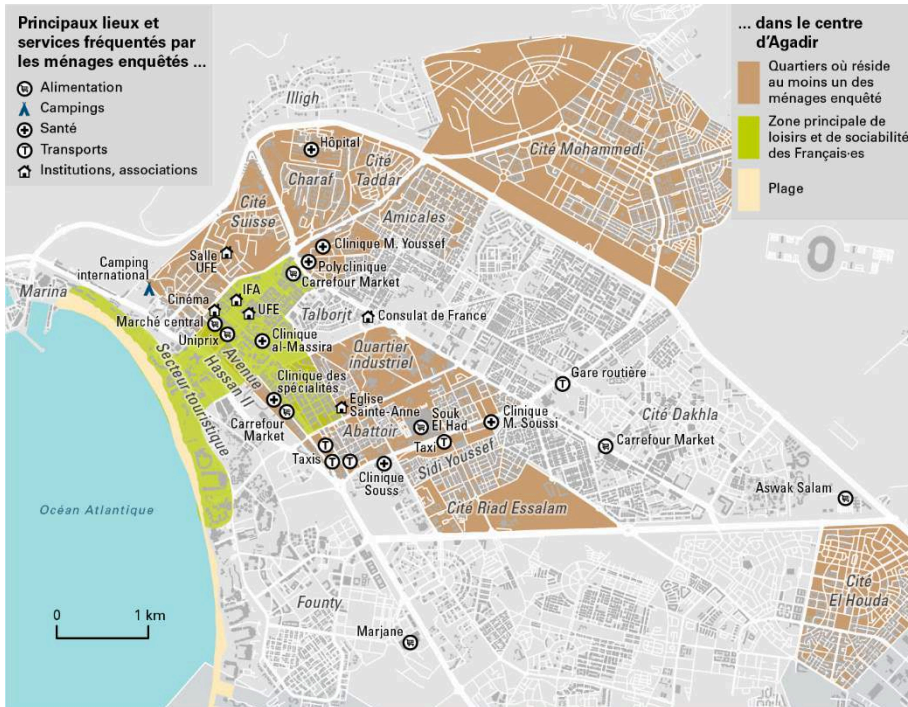 Principaux lieux et
services fréquentés par
les ménages enquêtés ...
Alimentation
Campings
Santé
Transports
Institutions, associations
... dans le centre
d'Agadir
Quartiers où réside
au moins un des
ménages enquêté
Zone principale de
loisirs et de sociabilité
des Français·es
Plage
Illigh
Hôpital
Cité
Taddar
Charaf
Cité Mohammedi
Cité
Suisse
Amicales
Salle
UFE
Clinique M. Youssef
Polyclinique
Carrefour Market
Camping
international
Marina
IFA
Cinéma
UFE
Talborjt
Consulat de France
Marché central
Uniprix
Clinique
al-Massira
Quartier
industriel
Avenue
Hassan II
Secteur touristique
Clinique des
spécialités
Gare routière
Eglise
Sainte-Anne
Carrefour
Market
Abattoir
Souk
El Had
Clinique
M. Soussi
Cité Dakhla
Carrefour Market
Taxis
Taxi
Sidi Youssef
Clinique
Souss
Aswak Salam
Cité Riad Essalam
Océan Atlantique
Cité
El Houda
Founty
0 1 km
Marjane